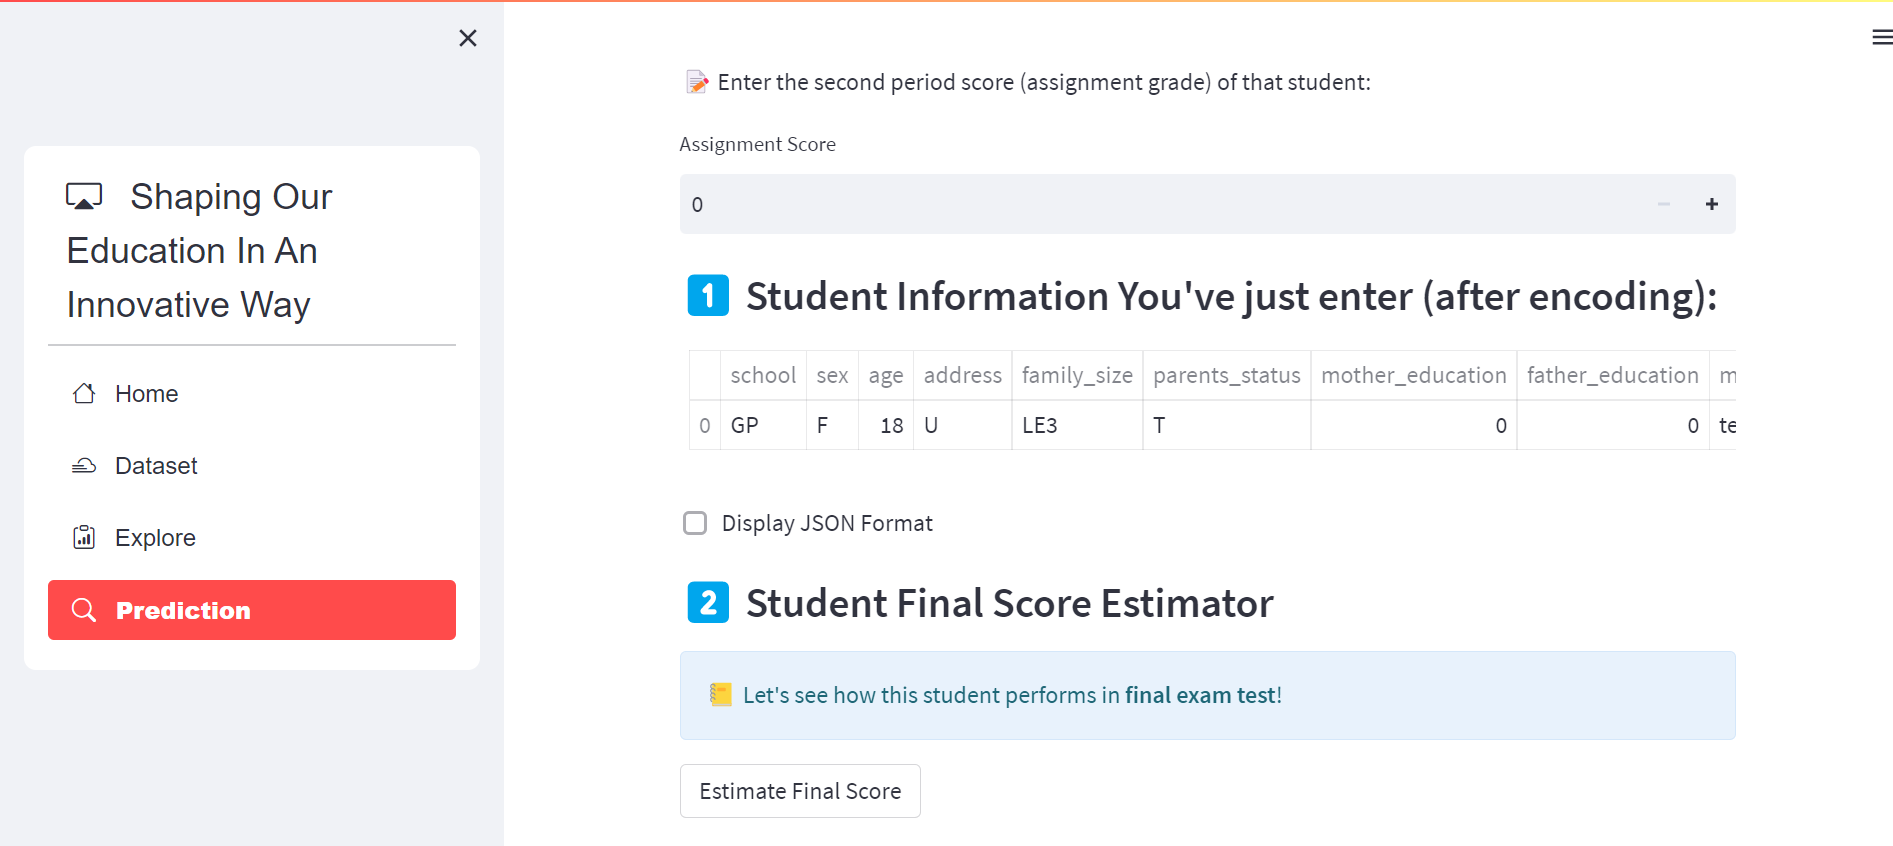 Shaping Our
Education In An
Innovative Way
Home
Dataset
Explore
Prediction
Enter the second period score (assignment grade) of that student:
Assignment Score
0
1 Student Information You've just enter (after encoding):
school sex age address family_size parents_status mother_education father_education m
0 GP F 18 U LE3 T 0 0 te
Display JSON Format
2 Student Final Score Estimator
Let's see how this student performs in final exam test!
Estimate Final Score